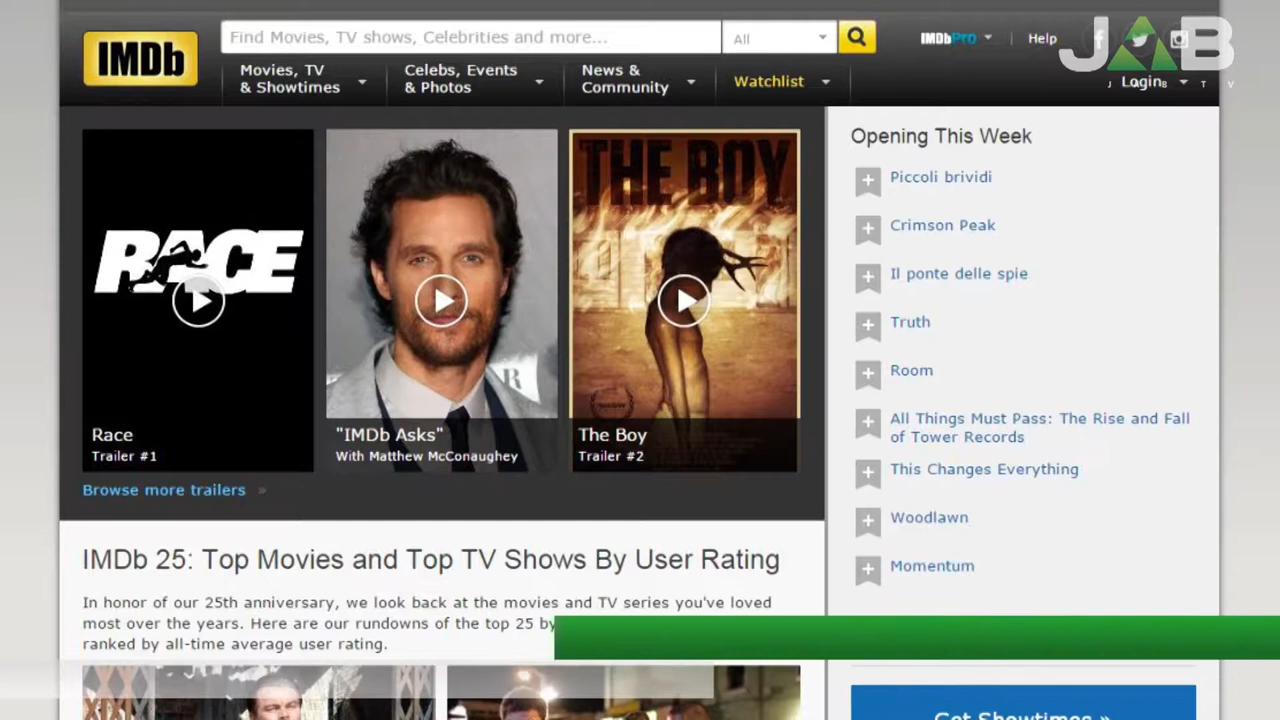 IMDb
Find Movies, TV shows, Celebrities and more...
All
IMDbPro
Help
JAB
J A B T V
Movies, TV
& Showtimes
Celebs, Events
& Photos
News &
Community
Watchlist
Login
RACE
Race
Trailer #1
R
"IMDb Asks"
With Matthew McConaughey
THE BOY
The Boy
Trailer #2
Browse more trailers »
Opening This Week
Piccoli brividi
Crimson Peak
Il ponte delle spie
Truth
Room
All Things Must Pass: The Rise and Fall
of Tower Records
This Changes Everything
Woodlawn
Momentum
IMDb 25: Top Movies and Top TV Shows By User Rating
In honor of our 25th anniversary, we look back at the movies and TV series you've loved
most over the years. Here are our rundowns of the top 25 by
ranked by all-time average user rating.
Get Showtimes »